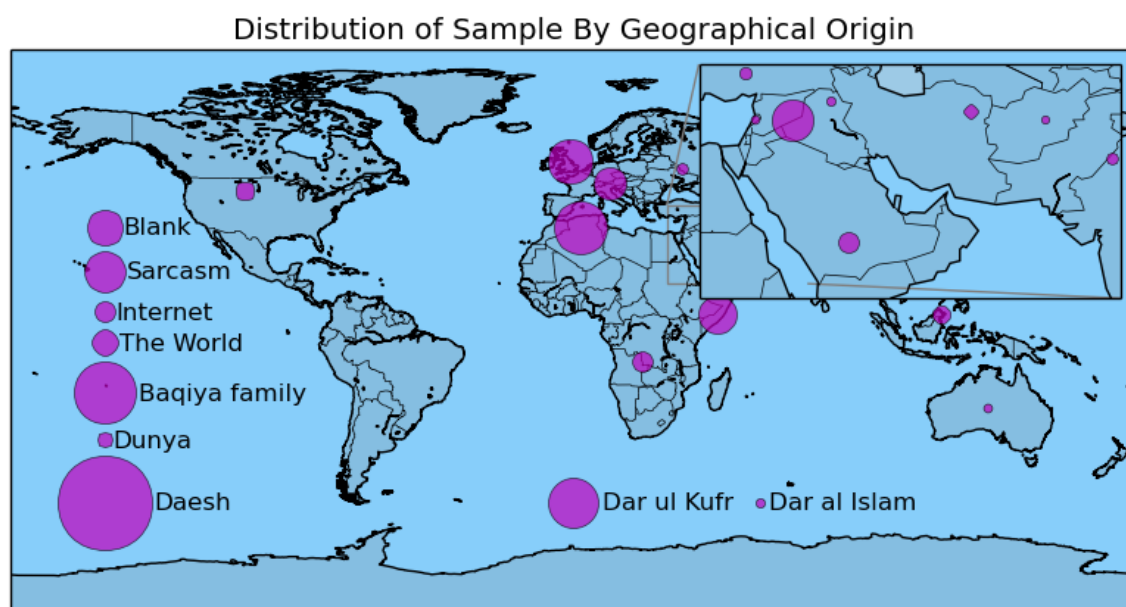 Distribution of Sample By Geographical Origin
Blank
Sarcasm
Internet
The World
Baqiya family
Dunya
Daesh
Dar ul Kufr
Dar al Islam